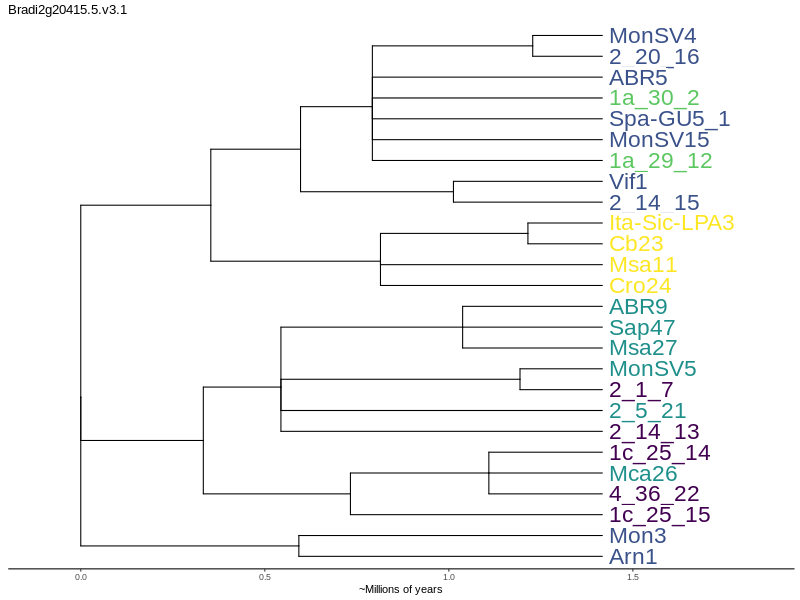 Bradi2g20415.5.v3.1
MonSV4
2_20_16
ABR5
1a_30_2
Spa-GU5_1
MonSV15
1a_29_12
Vif1
2_14_15
Ita-Sic-LPA3
Cb23
Msa11
Cro24
ABR9
Sap47
Msa27
MonSV5
2_1_7
2_5_21
2_14_13
1c_25_14
Mca26
4_36_22
1c_25_15
Mon3
Arn1
0.0 0.5 1.0 1.5
~Millions of years